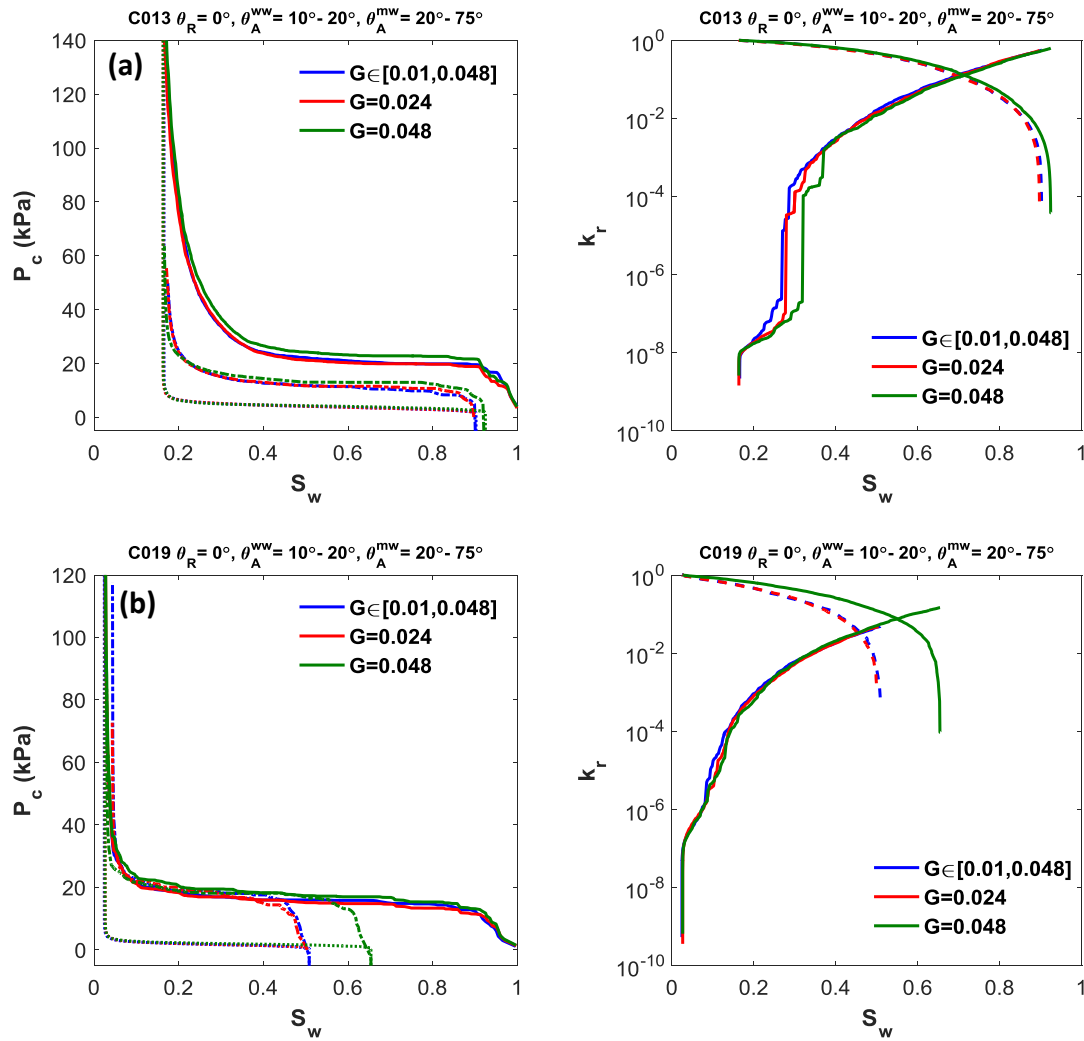 C013 θR= 0°, θAww= 10°- 20°, θAmw= 20°- 75°
(a)
G∈[0.01,0.048]
G=0.024
G=0.048
140
120
100
80
60
40
20
0
Pc (kPa)
0 0.2 0.4 0.6 0.8 1
Sw
C013 θR= 0°, θAww= 10°- 20°, θAmw= 20°- 75°
G∈[0.01,0.048]
G=0.024
G=0.048
10^0
10^-2
10^-4
10^-6
10^-8
10^-10
kr
0 0.2 0.4 0.6 0.8 1
Sw
C019 θR= 0°, θAww= 10°- 20°, θAmw= 20°- 75°
(b)
G∈[0.01,0.048]
G=0.024
G=0.048
120
100
80
60
40
20
0
Pc (kPa)
0 0.2 0.4 0.6 0.8 1
Sw
C019 θR= 0°, θAww= 10°- 20°, θAmw= 20°- 75°
G∈[0.01,0.048]
G=0.024
G=0.048
10^0
10^-2
10^-4
10^-6
10^-8
10^-10
kr
0 0.2 0.4 0.6 0.8 1
Sw